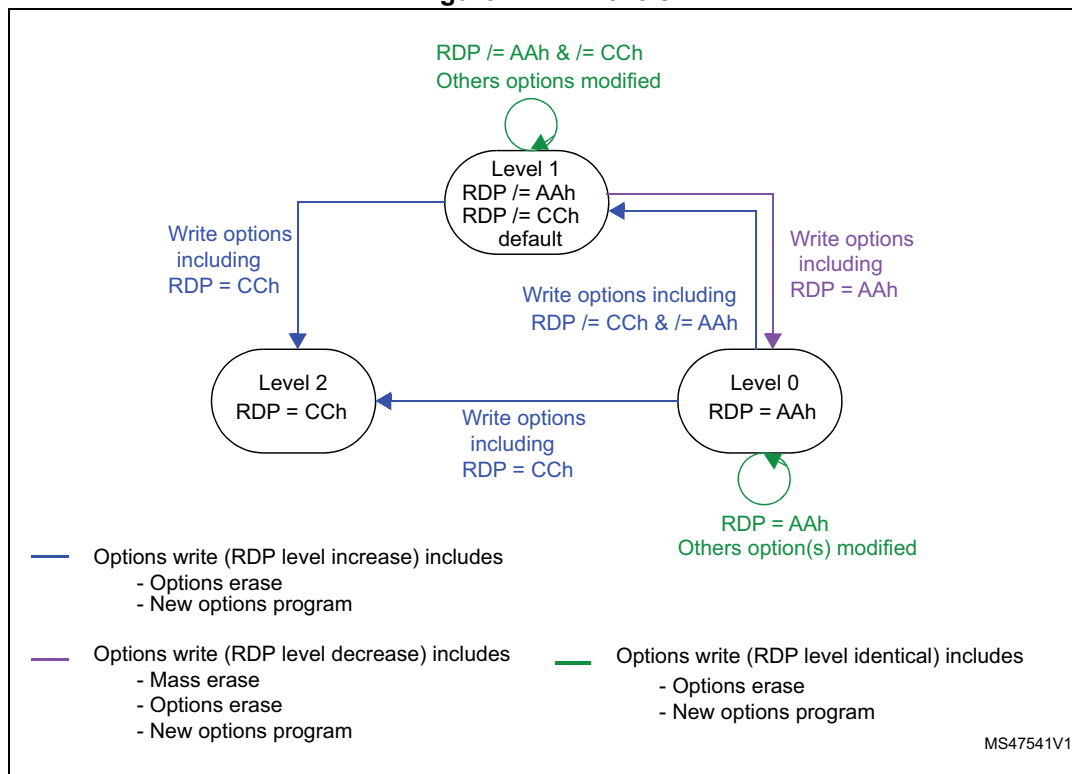 RDP /= AAh & /= CCh
Others options modified
Level 1
RDP /= AAh
RDP /= CCh
default
Write options
including
RDP = CCh
Write options
including
RDP = AAh
Write options including
RDP /= CCh & /= AAh
Level 2
RDP = CCh
Level 0
RDP = AAh
Write options
including
RDP = CCh
RDP = AAh
Others option(s) modified
Options write (RDP level increase) includes
- Options erase
- New options program
Options write (RDP level decrease) includes
- Mass erase
- Options erase
- New options program
Options write (RDP level identical) includes
- Options erase
- New options program
MS47541V1